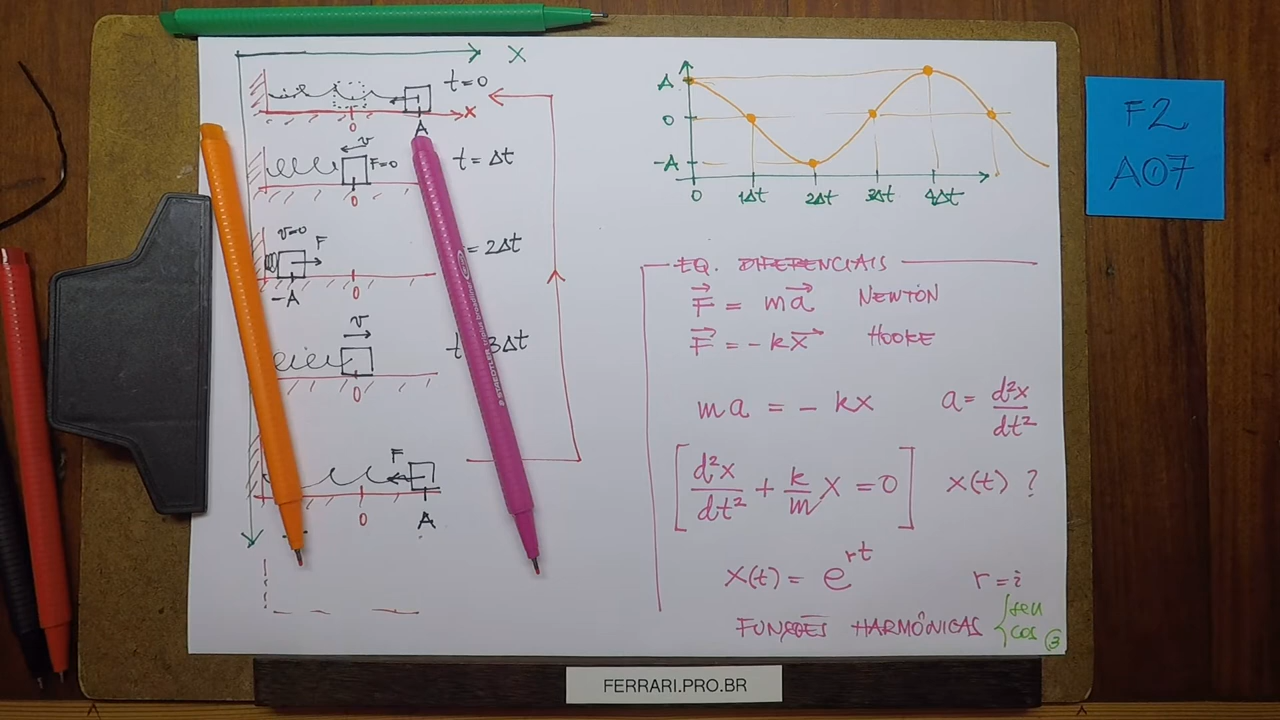 X
t=0
X
0
A
v
F=0
t=Δt
0
v=0
F
= 2Δt
-A
0
v
t
3Δt
0
F
0
A
A
0
-A
0
1Δt
2Δt
3Δt
4Δt
EQ. DIFERENCIAIS
F = ma NEWTON
F = -kx HOOKE
ma = - kx a = d²x/dt²
[d²x/dt² + k/m x = 0] x(t) ?
x(t) = e^rt r = i
FUNÇÕES HARMÔNICAS { sen
cos
3
F2
A07
STAEDTLER
FERRARI.PRO.BR